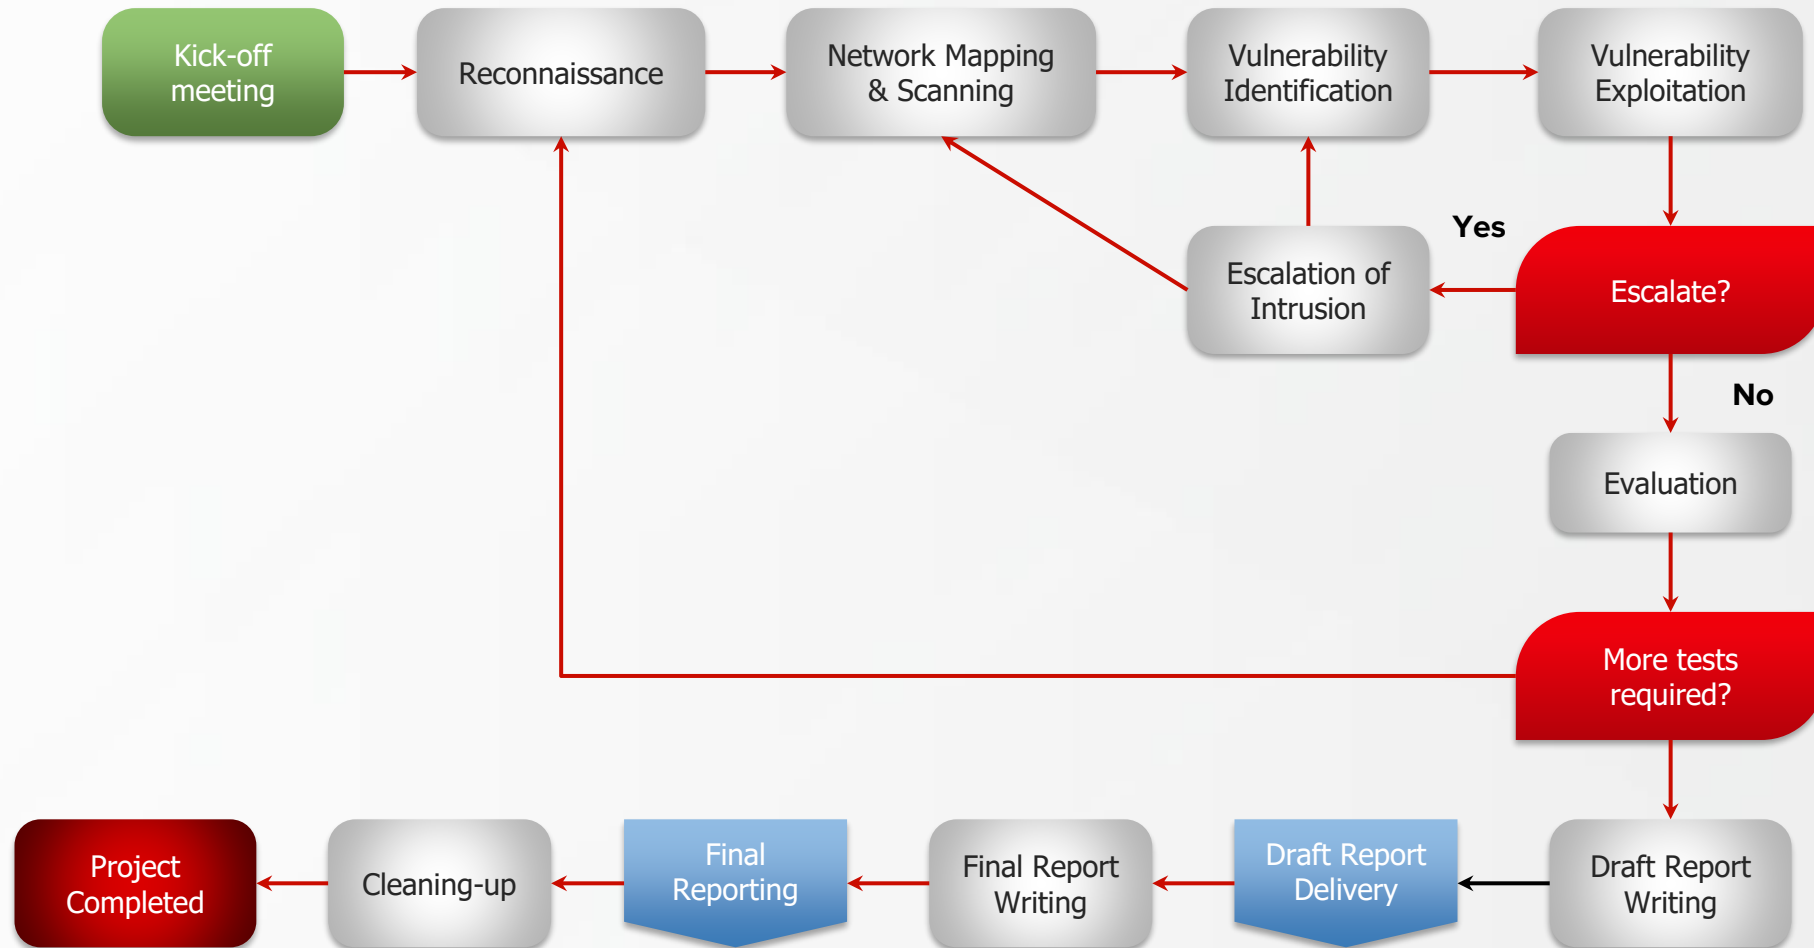 Kick-off
meeting
Reconnaissance
Network Mapping
& Scanning
Vulnerability
Identification
Vulnerability
Exploitation
Yes
Escalation of
Intrusion
Escalate?
No
Evaluation
More tests
required?
Project
Completed
Cleaning-up
Final
Reporting
Final Report
Writing
Draft Report
Delivery
Draft Report
Writing